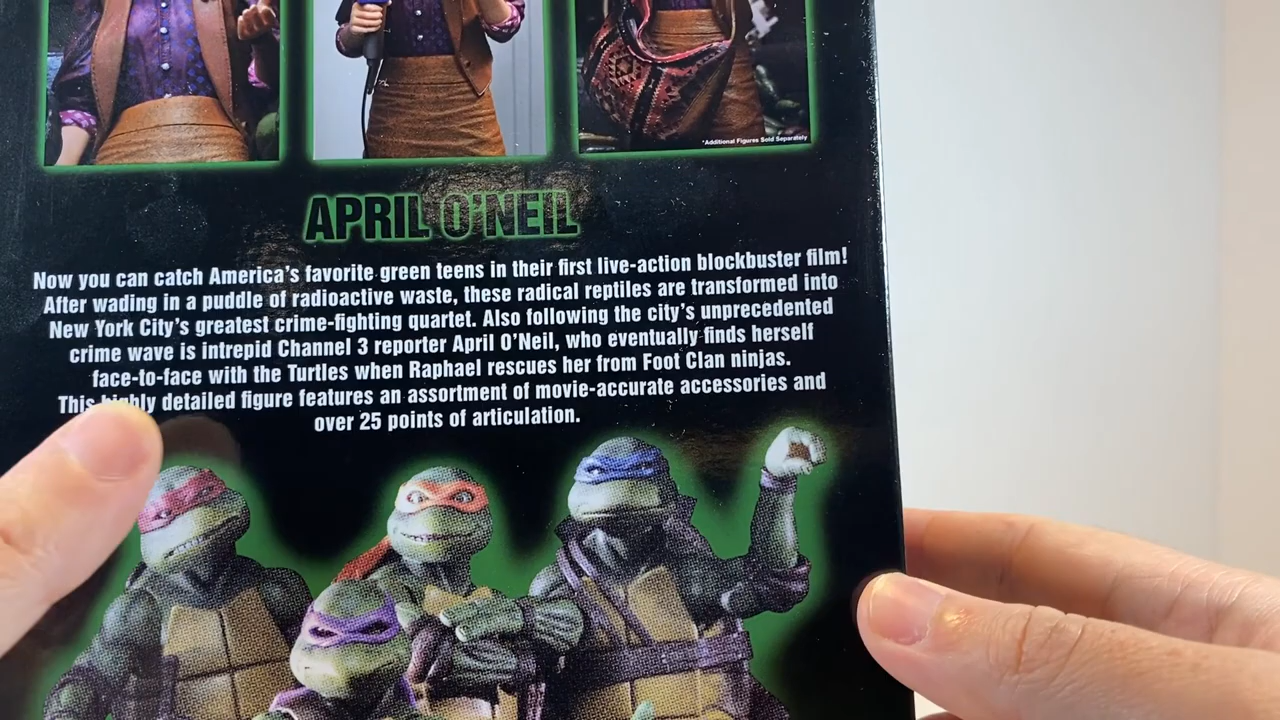 *Additional Figures Sold Separately
APRIL O'NEIL
Now you can catch America's favorite green teens in their first live-action blockbuster film!
After wading in a puddle of radioactive waste, these radical reptiles are transformed into
New York City's greatest crime-fighting quartet. Also following the city's unprecedented
crime wave is intrepid Channel 3 reporter April O'Neil, who eventually finds herself
face-to-face with the Turtles when Raphael rescues her from Foot Clan ninjas.
This highly detailed figure features an assortment of movie-accurate accessories and
over 25 points of articulation.